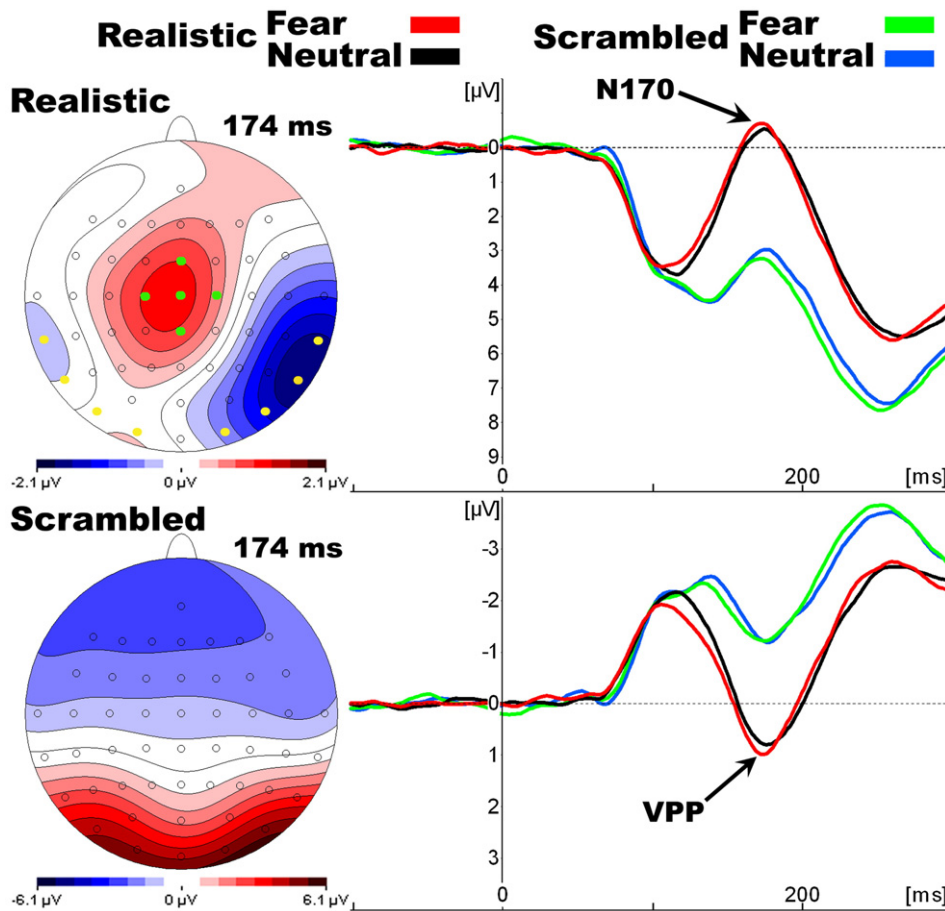 Realistic Fear
Neutral
Scrambled Fear
Neutral
Realistic
174 ms
-2.1 µV 0 µV 2.1 µV
[µV]
N170
0
1
2
3
4
5
6
7
8
9
0 200 [ms]
Scrambled
174 ms
-6.1 µV 0 µV 6.1 µV
[µV]
-3
-2
-1
0
1
2
3
VPP
0 200 [ms]